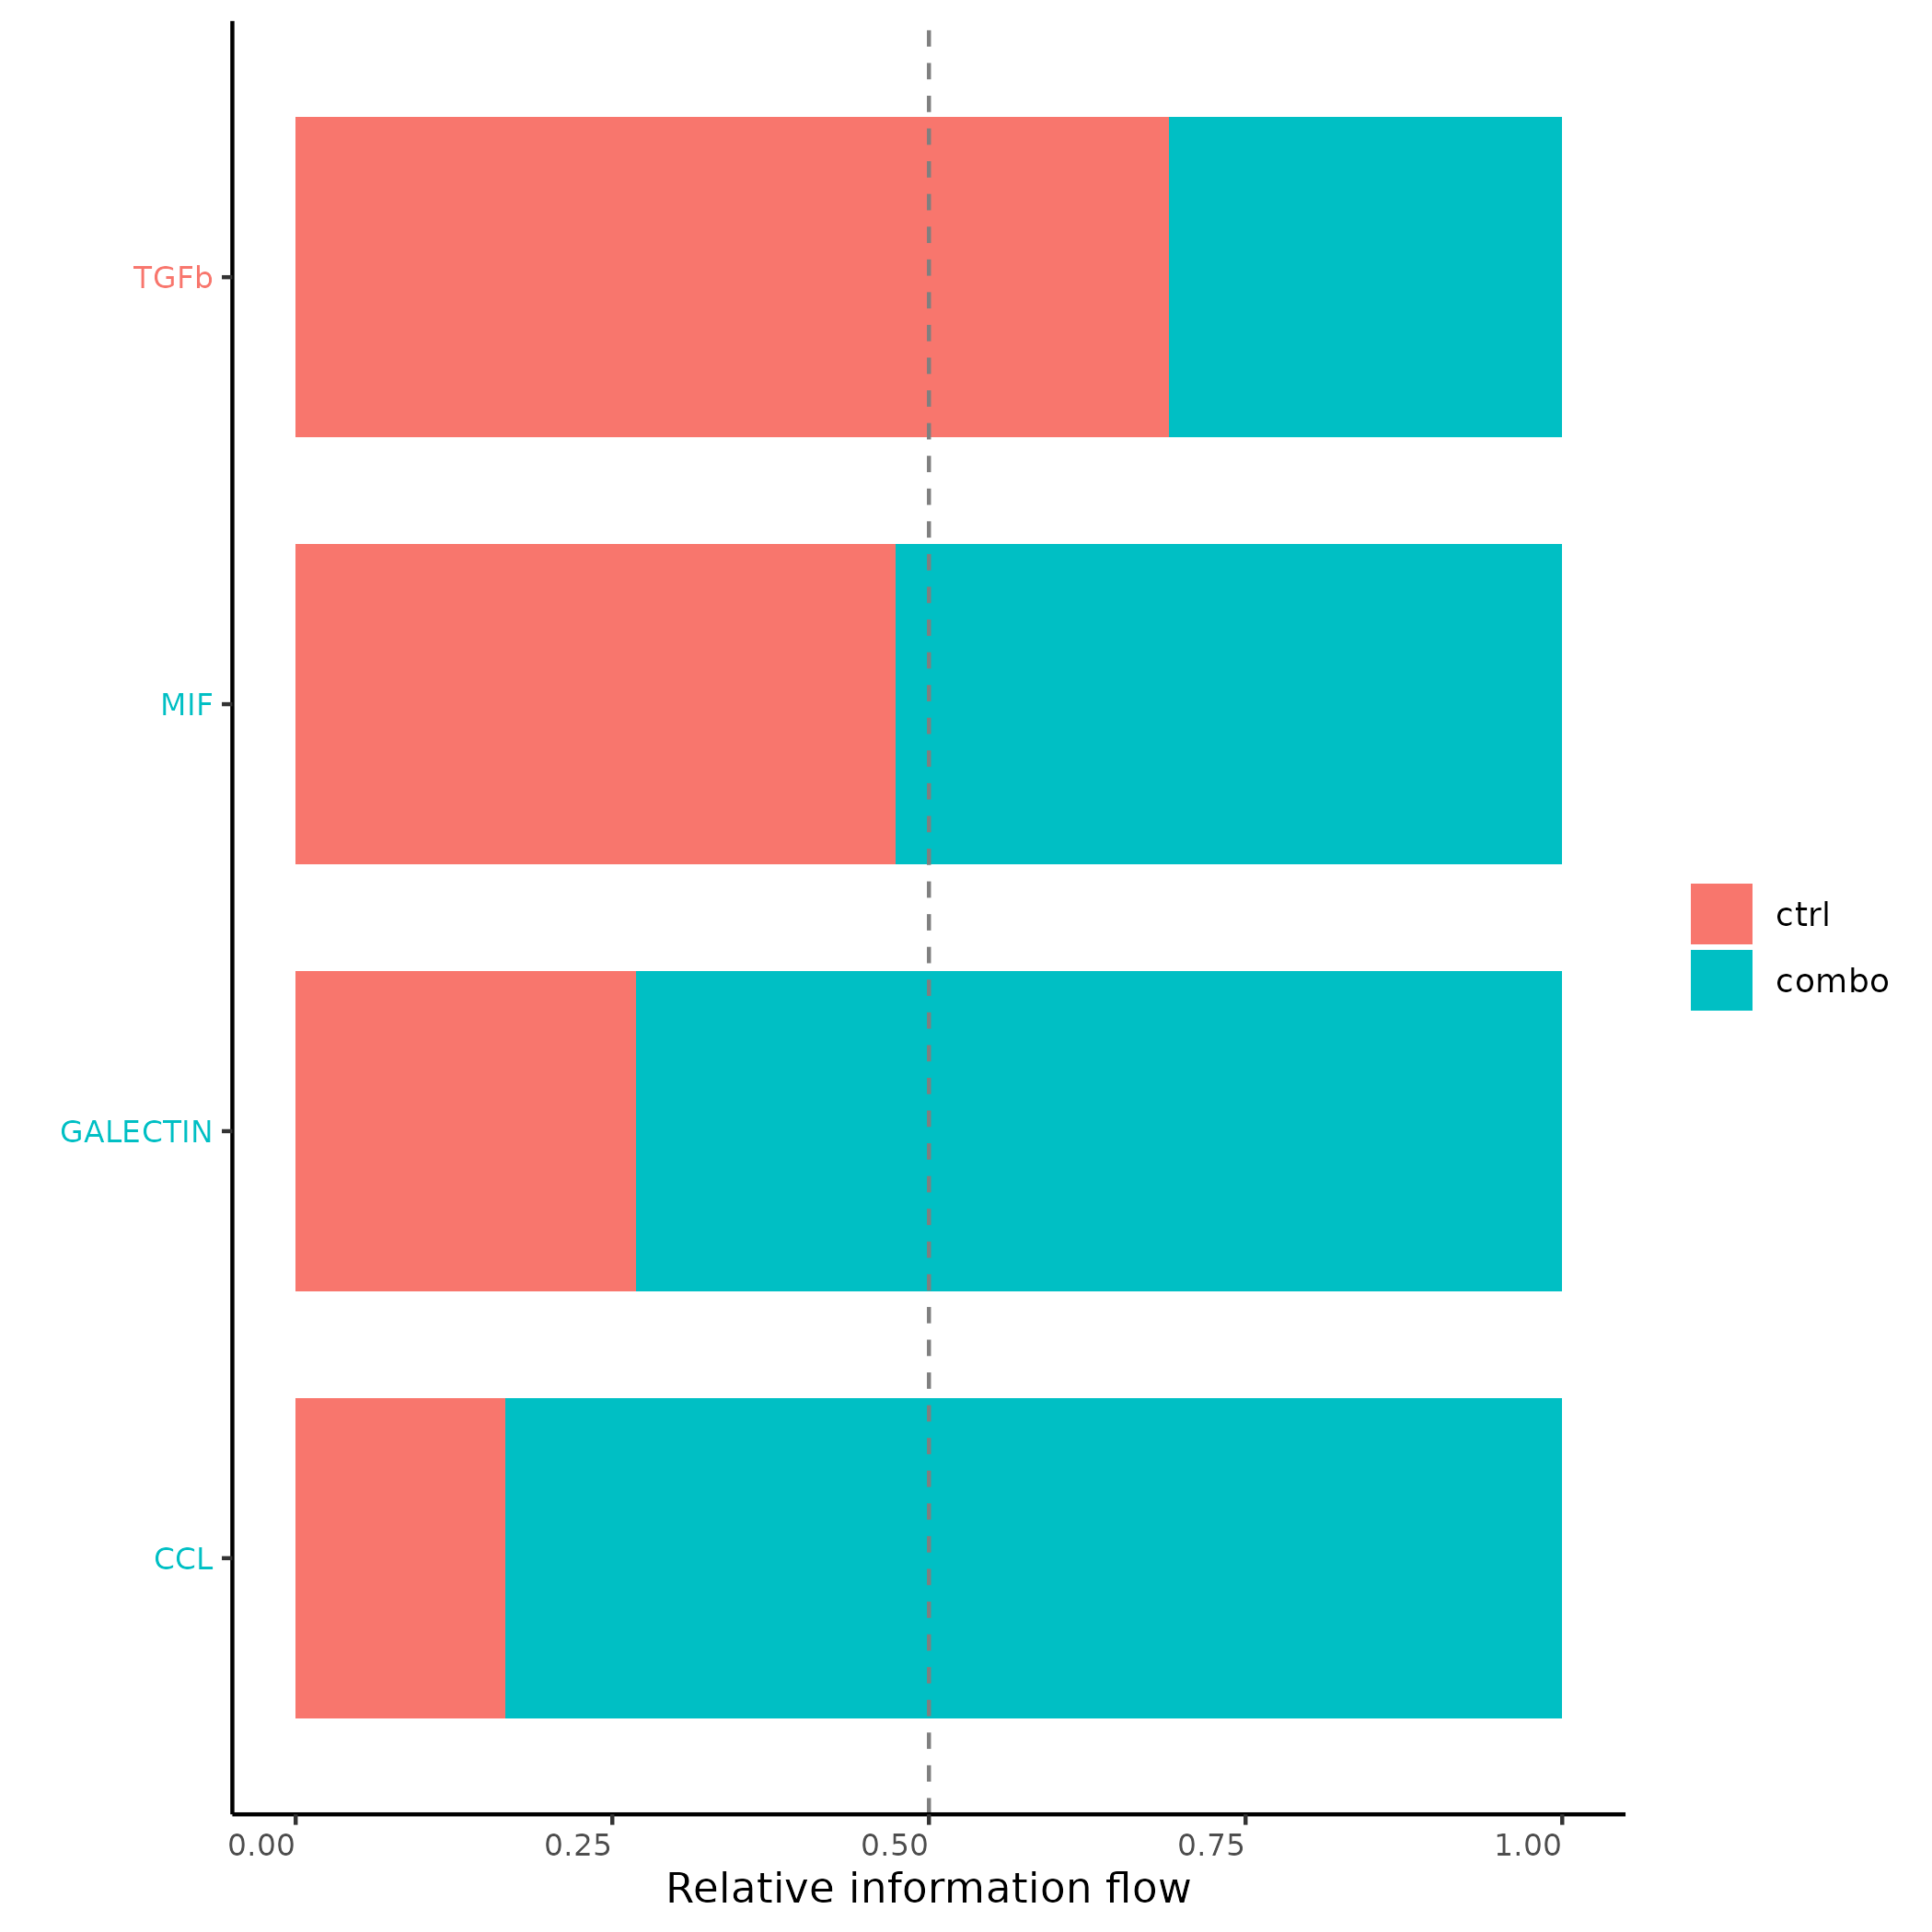 TGFb
MIF
GALECTIN
CCL
ctrl
combo
0.00 0.25 0.50 0.75 1.00
Relative information flow